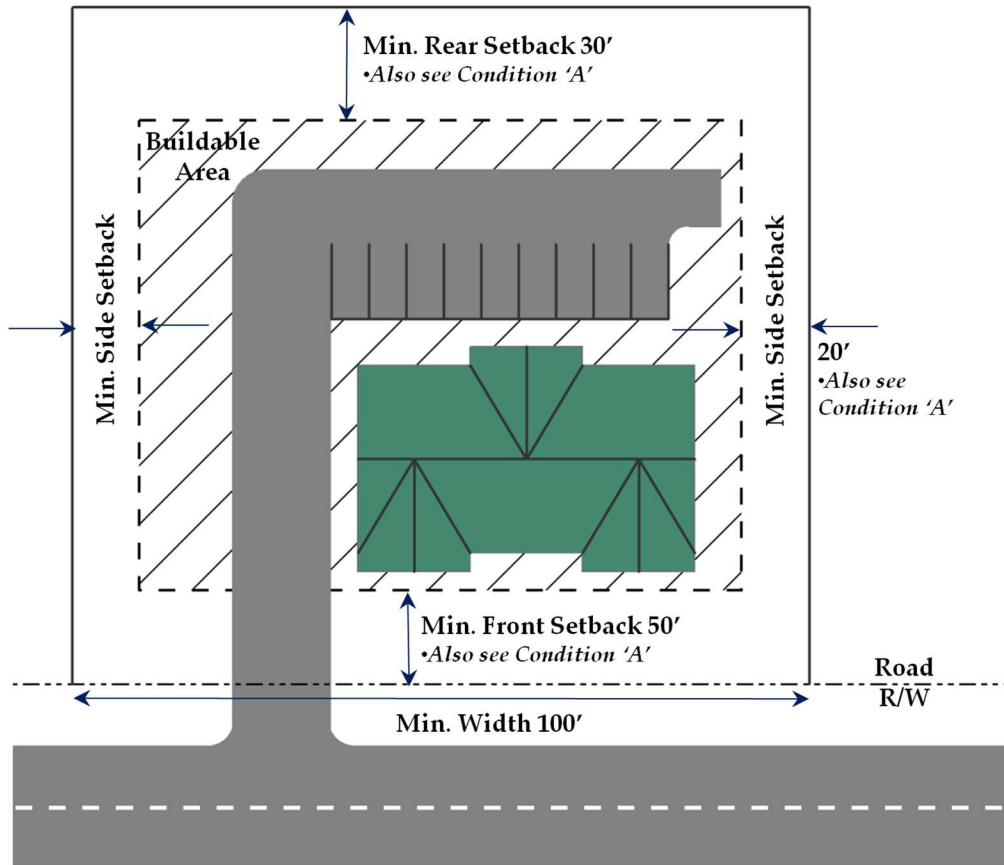 Min. Rear Setback 30’
•Also see Condition ‘A’
Buildable
Area
Min. Side Setback
Min. Side Setback
20’
•Also see
Condition ‘A’
Min. Front Setback 50’
•Also see Condition ‘A’
Road
R/W
Min. Width 100’